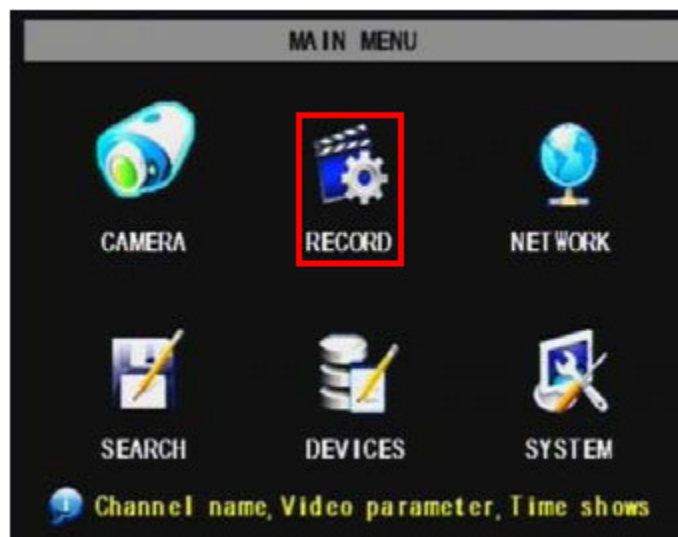 MAIN MENU
CAMERA RECORD NETWORK
SEARCH DEVICES SYSTEM
Channel name, Video parameter, Time shows